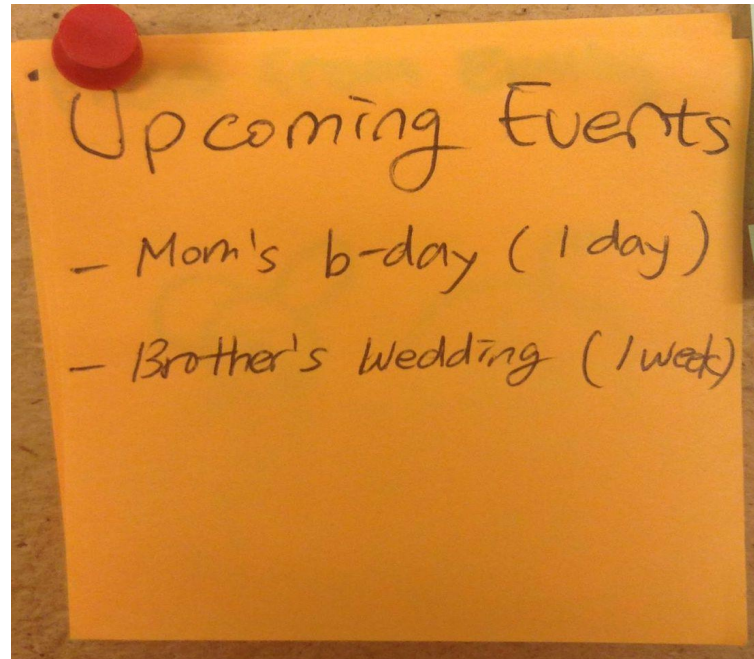 Upcoming Events
- Mom's b-day (1 day)
- Brother's Wedding (1 week)